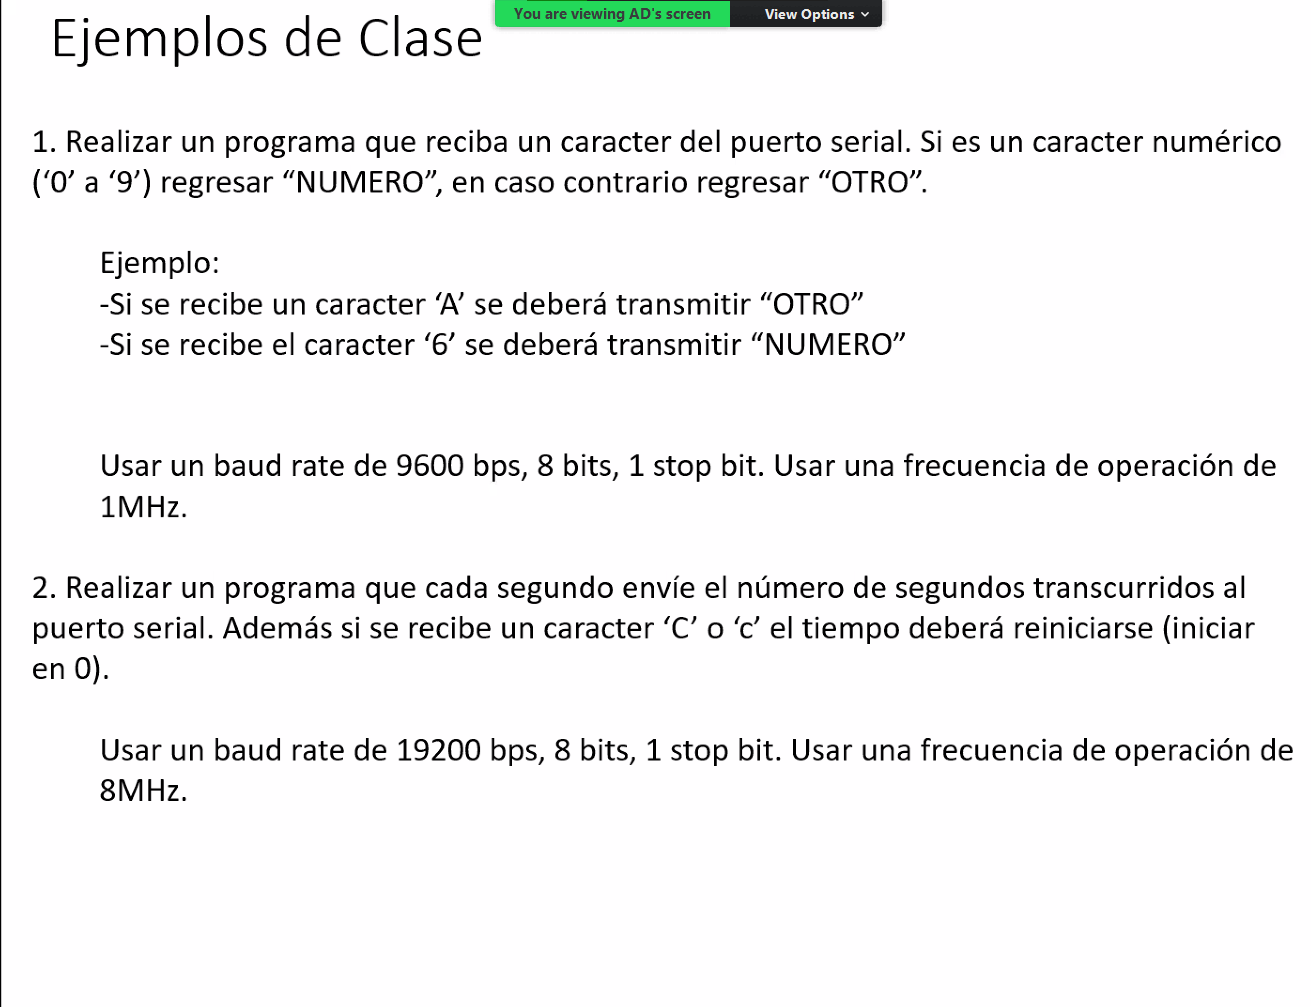 You are viewing AD's screen
View Options
Ejemplos de Clase
1. Realizar un programa que reciba un caracter del puerto serial. Si es un caracter numérico
(‘0’ a ‘9’) regresar “NUMERO”, en caso contrario regresar “OTRO”.
Ejemplo:
-Si se recibe un caracter ‘A’ se deberá transmitir “OTRO”
-Si se recibe el caracter ‘6’ se deberá transmitir “NUMERO”
Usar un baud rate de 9600 bps, 8 bits, 1 stop bit. Usar una frecuencia de operación de
1MHz.
2. Realizar un programa que cada segundo envíe el número de segundos transcurridos al
puerto serial. Además si se recibe un caracter ‘C’ o ‘c’ el tiempo deberá reiniciarse (iniciar
en 0).
Usar un baud rate de 19200 bps, 8 bits, 1 stop bit. Usar una frecuencia de operación de
8MHz.